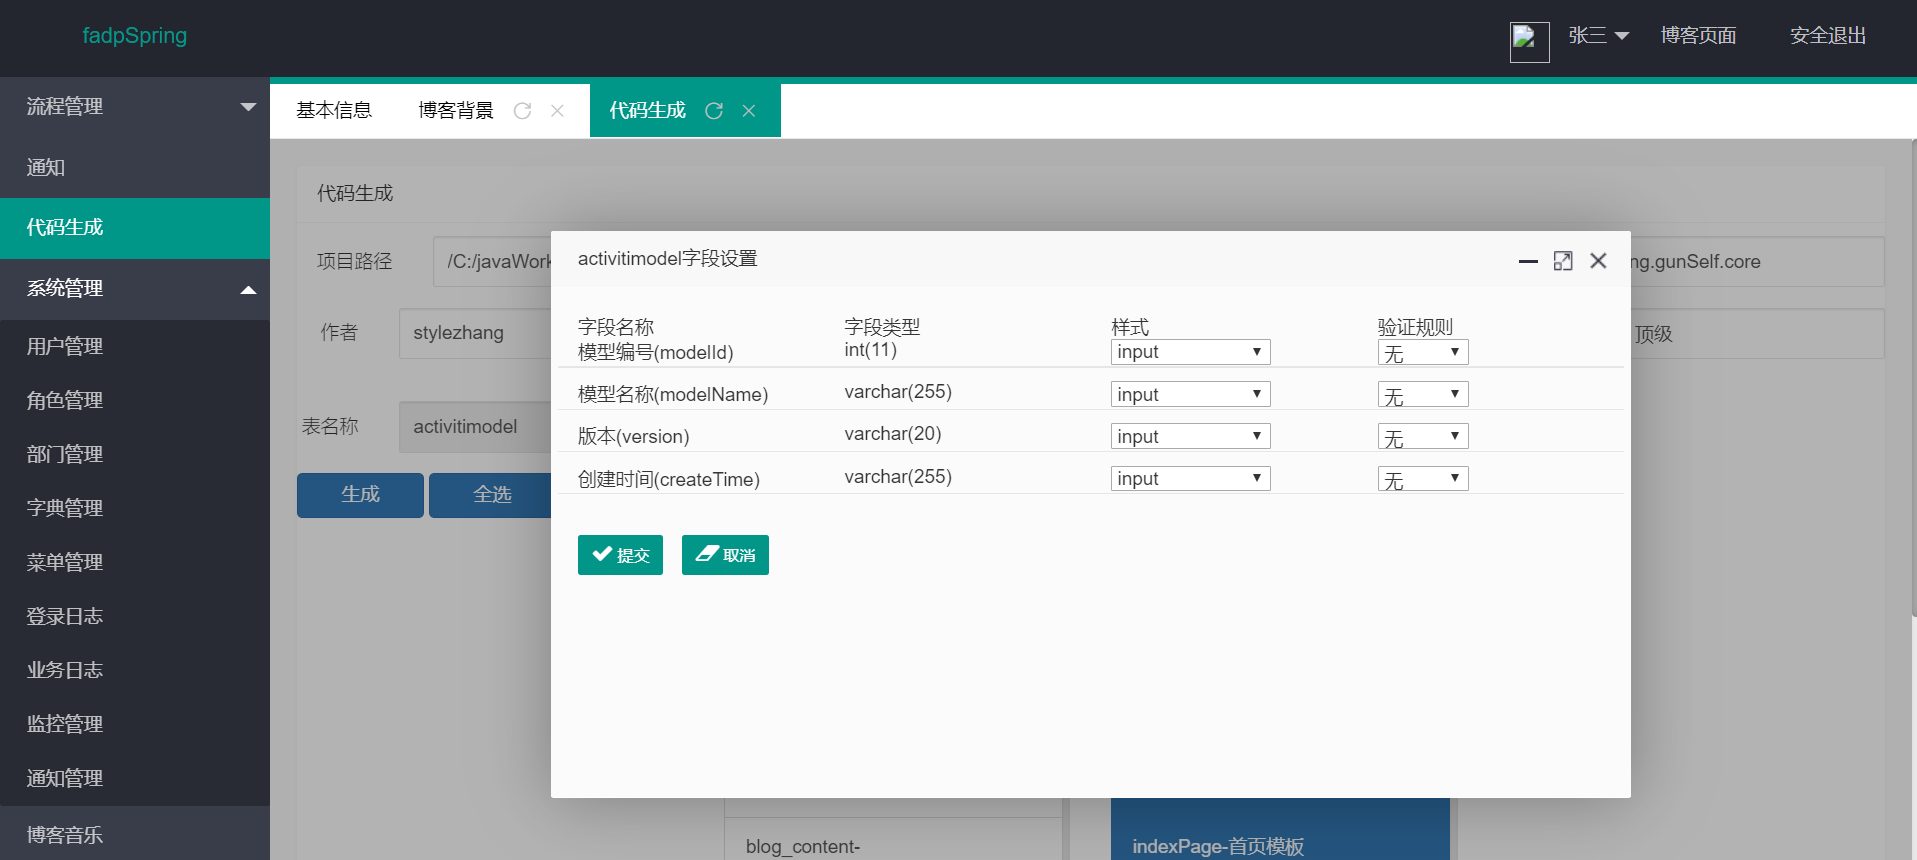 fadpSpring
张三 博客页面 安全退出
流程管理
通知
代码生成
系统管理
用户管理
角色管理
部门管理
字典管理
菜单管理
登录日志
业务日志
监控管理
通知管理
博客音乐
基本信息 博客背景 代码生成
代码生成
项目路径 /C:/javaWork ng.gunSelf.core
作者 stylezhang 顶级
表名称 activitimodel
生成 全选
activitimodel字段设置
字段名称 字段类型 样式 验证规则
模型编号(modelId) int(11) input 无
模型名称(modelName) varchar(255) input 无
版本(version) varchar(20) input 无
创建时间(createTime) varchar(255) input 无
提交 取消
blog_content- indexPage-首页模板